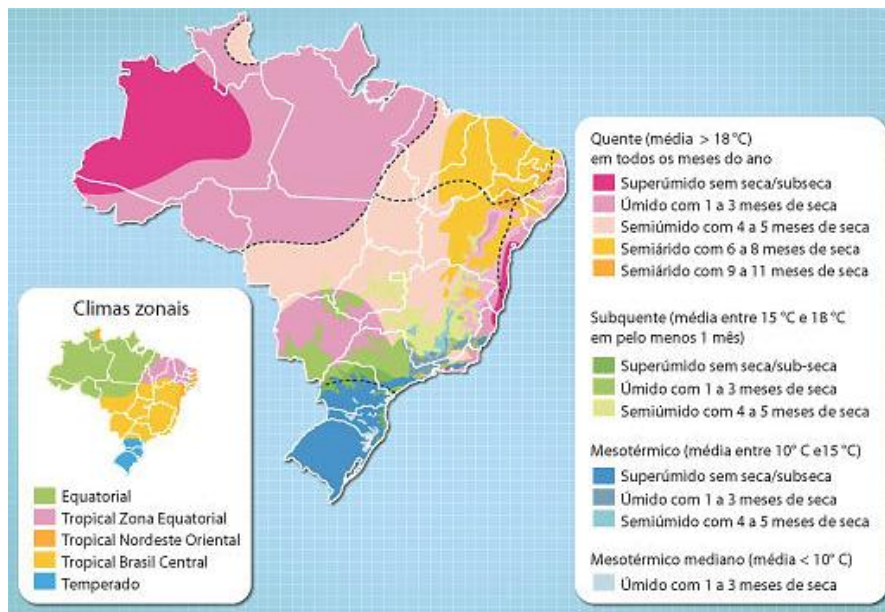 Quente (média > 18 °C)
em todos os meses do ano
Superúmido sem seca/subseca
Úmido com 1 a 3 meses de seca
Semiúmido com 4 a 5 meses de seca
Semiárido com 6 a 8 meses de seca
Semiárido com 9 a 11 meses de seca
Subquente (média entre 15 °C e 18 °C
em pelo menos 1 mês)
Superúmido sem seca/sub-seca
Úmido com 1 a 3 meses de seca
Semiúmido com 4 a 5 meses de seca
Mesotérmico (média entre 10° C e15 °C)
Superúmido sem seca/subseca
Úmido com 1 a 3 meses de seca
Semiúmido com 4 a 5 meses de seca
Mesotérmico mediano (média < 10° C)
Úmido com 1 a 3 meses de seca
Climas zonais
Equatorial
Tropical Zona Equatorial
Tropical Nordeste Oriental
Tropical Brasil Central
Temperado